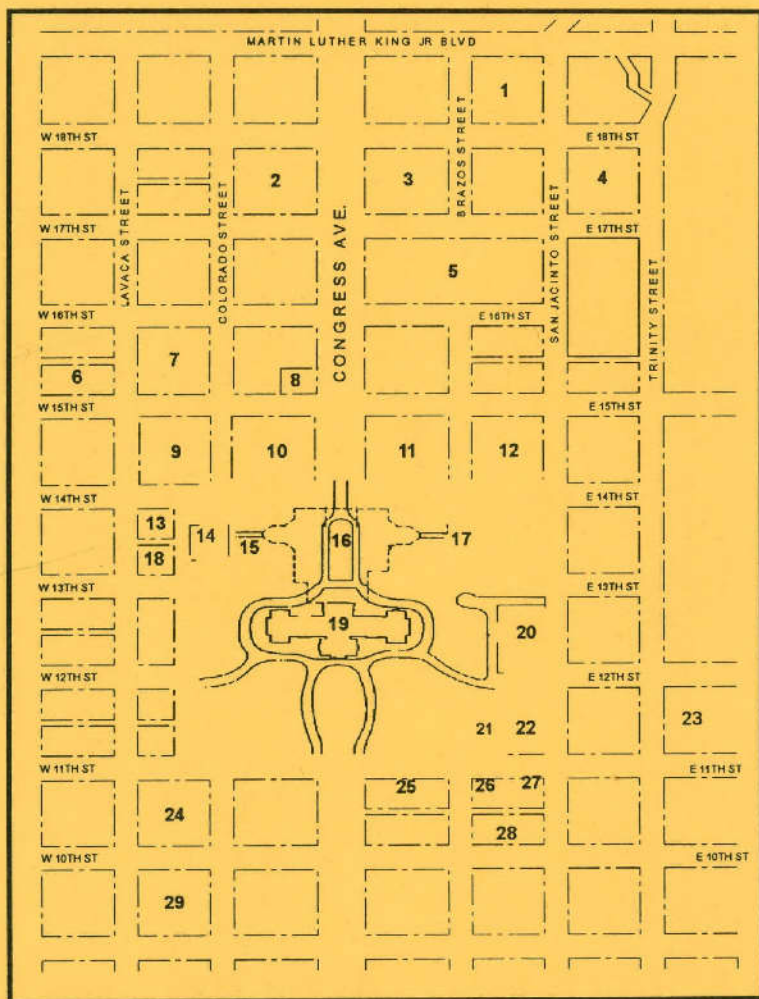 MARTIN LUTHER KING JR BLVD
1
W 18TH ST
BRAZOS STREET
E 18TH ST
2
3
4
LAVACA STREET
COLORADO STREET
CONGRESS AVE.
SAN JACINTO STREET
W 17TH ST
E 17TH ST
5
TRINITY STREET
W 16TH ST
E 16TH ST
6
7
8
W 15TH ST
E 15TH ST
9
10
11
12
W 14TH ST
E 14TH ST
13
14
15
16
17
18
W 13TH ST
E 13TH ST
19
20
W 12TH ST
E 12TH ST
21
22
23
W 11TH ST
E 11TH ST
24
25
26
27
28
W 10TH ST
E 10TH ST
29